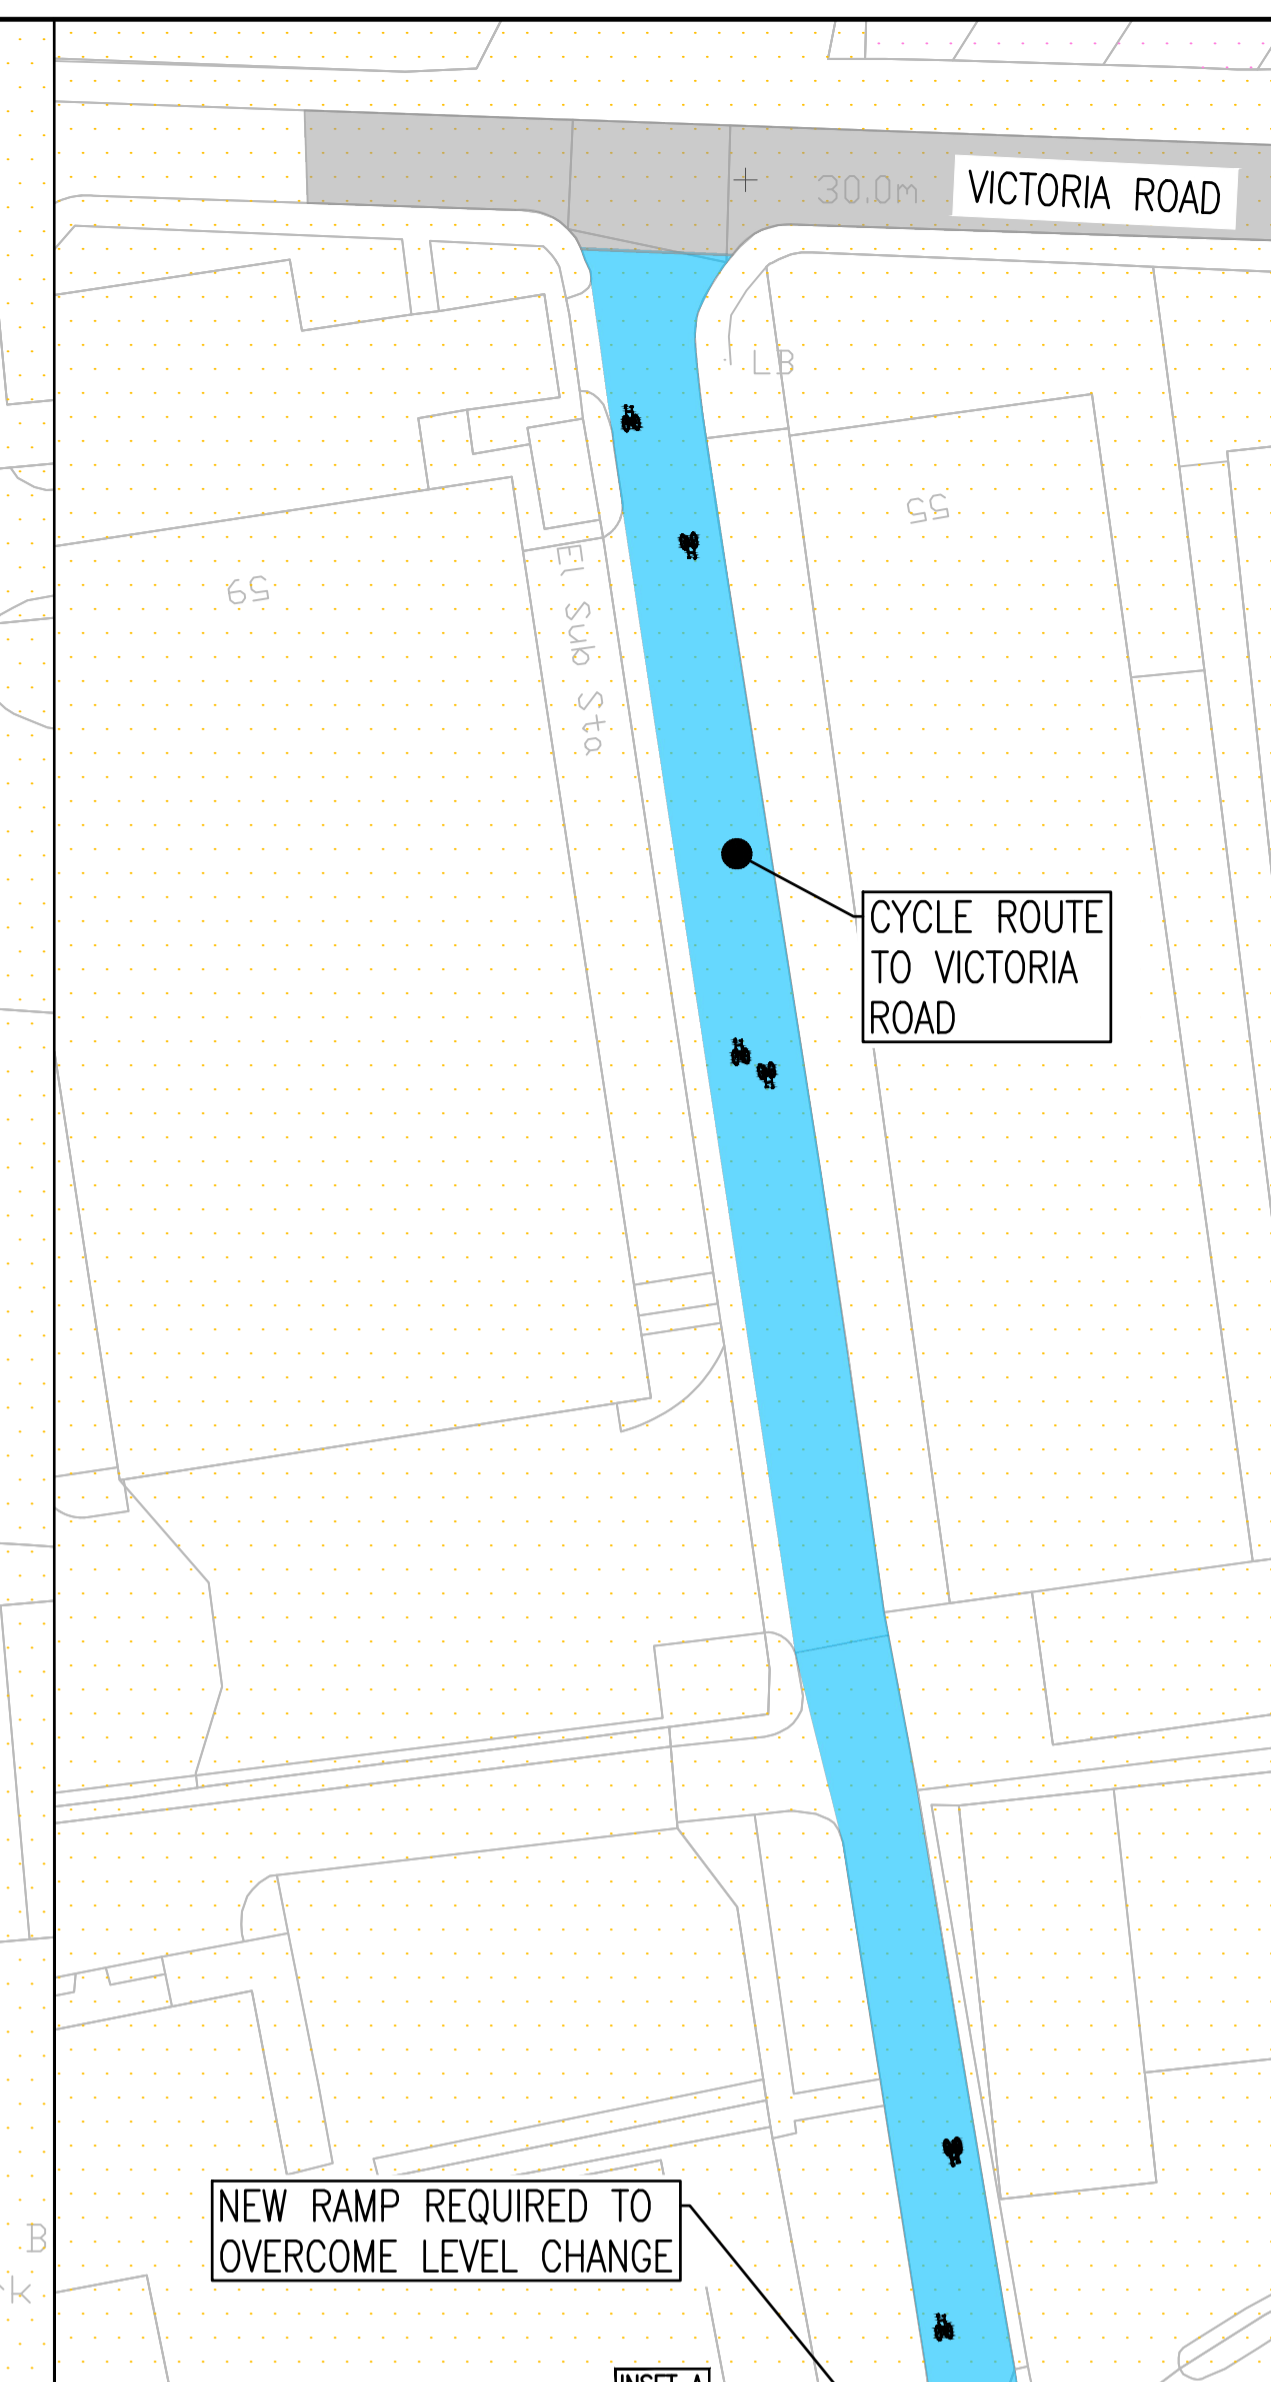 30.0m
VICTORIA ROAD
LB
55
59
El Sub Sta
CYCLE ROUTE
TO VICTORIA
ROAD
NEW RAMP REQUIRED TO
OVERCOME LEVEL CHANGE
B
k
INSET A